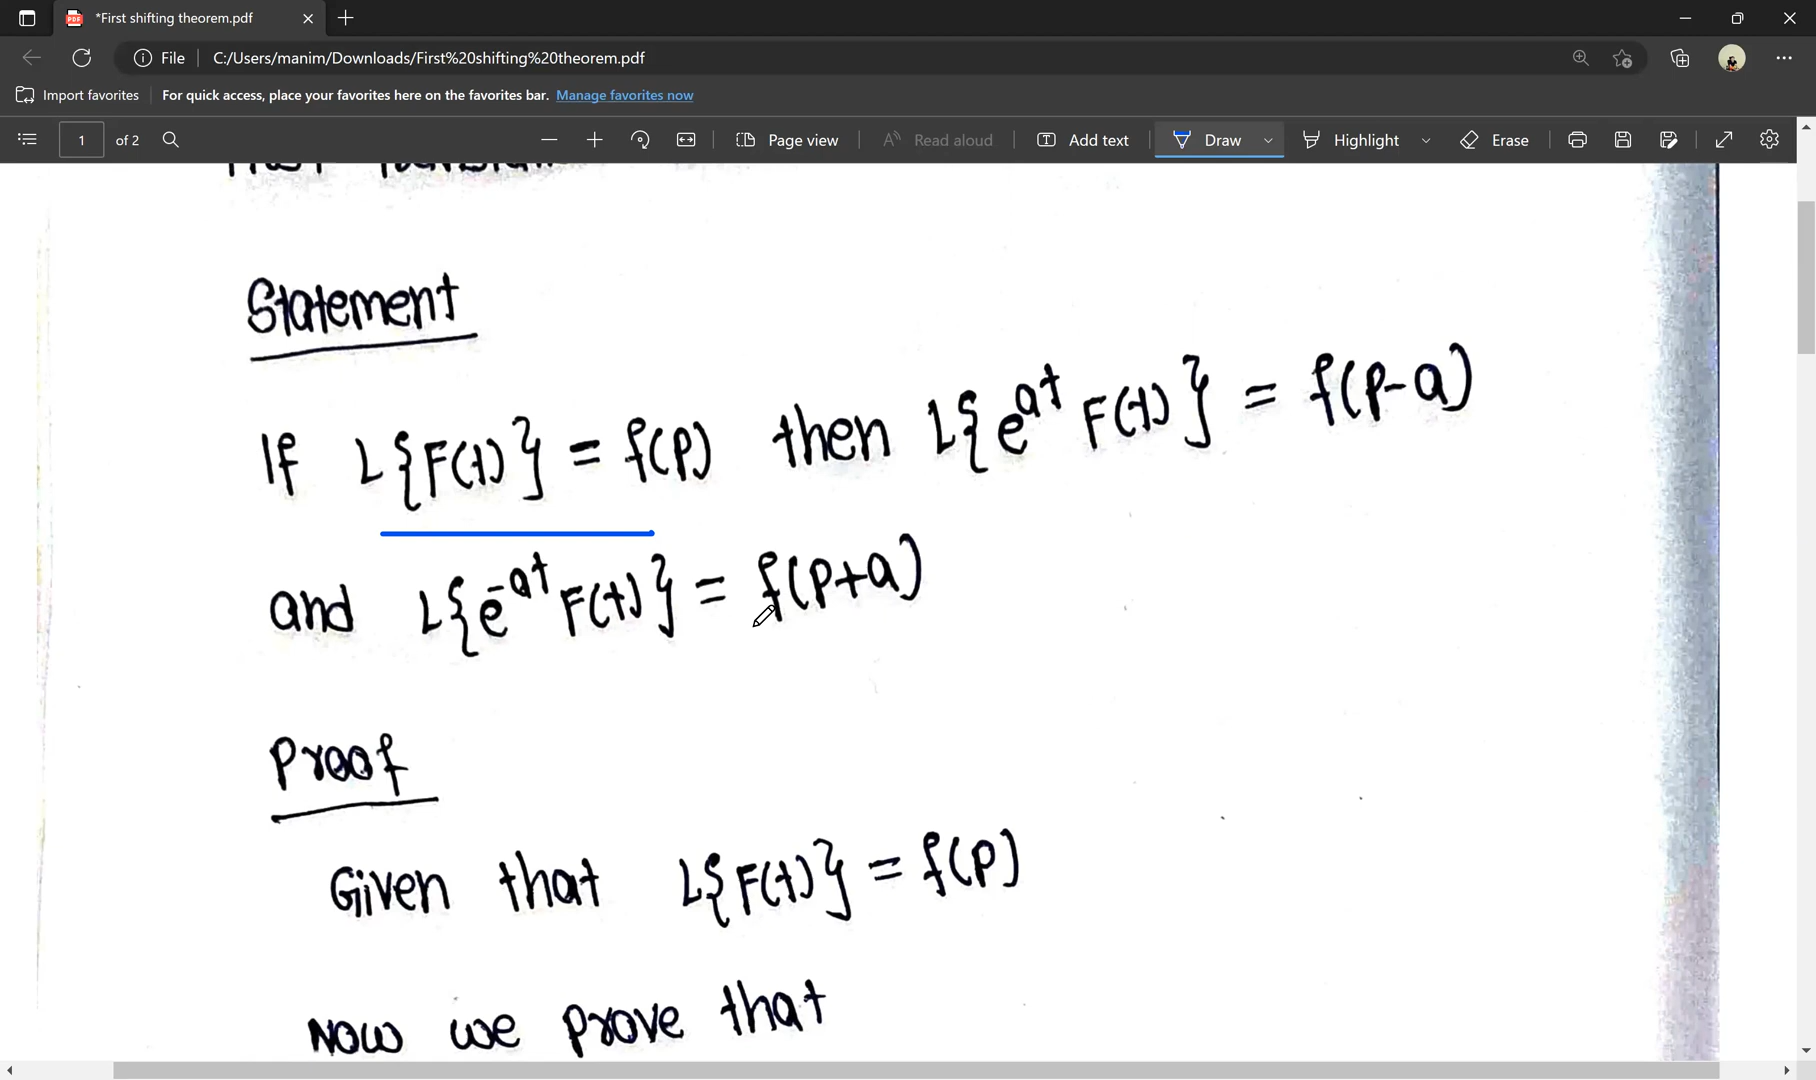 *First shifting theorem.pdf
File C:/Users/manim/Downloads/First%20shifting%20theorem.pdf
Import favorites For quick access, place your favorites here on the favorites bar. Manage favorites now
1 of 2 Page view Read aloud Add text Draw Highlight Erase
Statement
If L{F(t)} = f(p) then L{e^{at} F(t)} = f(p-a)
and L{e^{-at} F(t)} = f(p+a)
Proof
Given that L{F(t)} = f(p)
Now we prove that